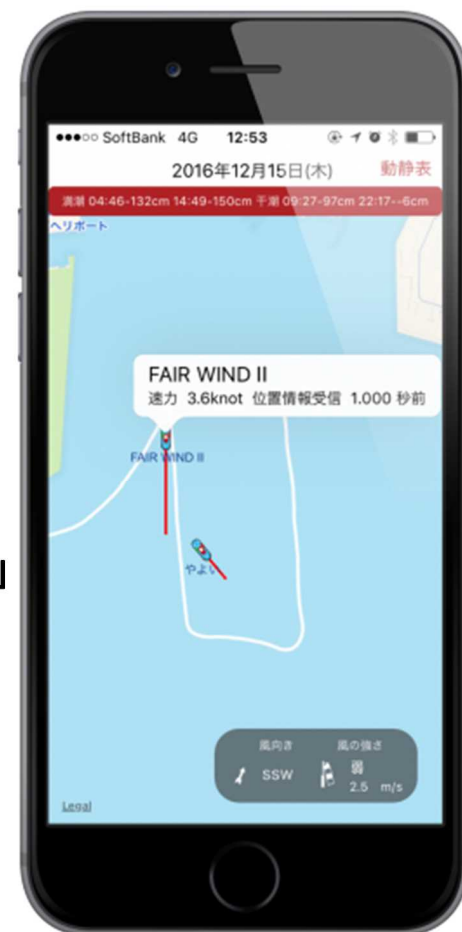 ●●●○○ SoftBank 4G 12:53
2016年12月15日(木) 動静表
満潮 04:46-132cm 14:49-150cm 干潮 09:27-97cm 22:17--6cm
ヘリポート
FAIR WIND II
速力 3.6knot 位置情報受信 1.000 秒前
FAIR WIND II
やよい
風向き 風の強さ
SSW 弱
2.5 m/s
Legal